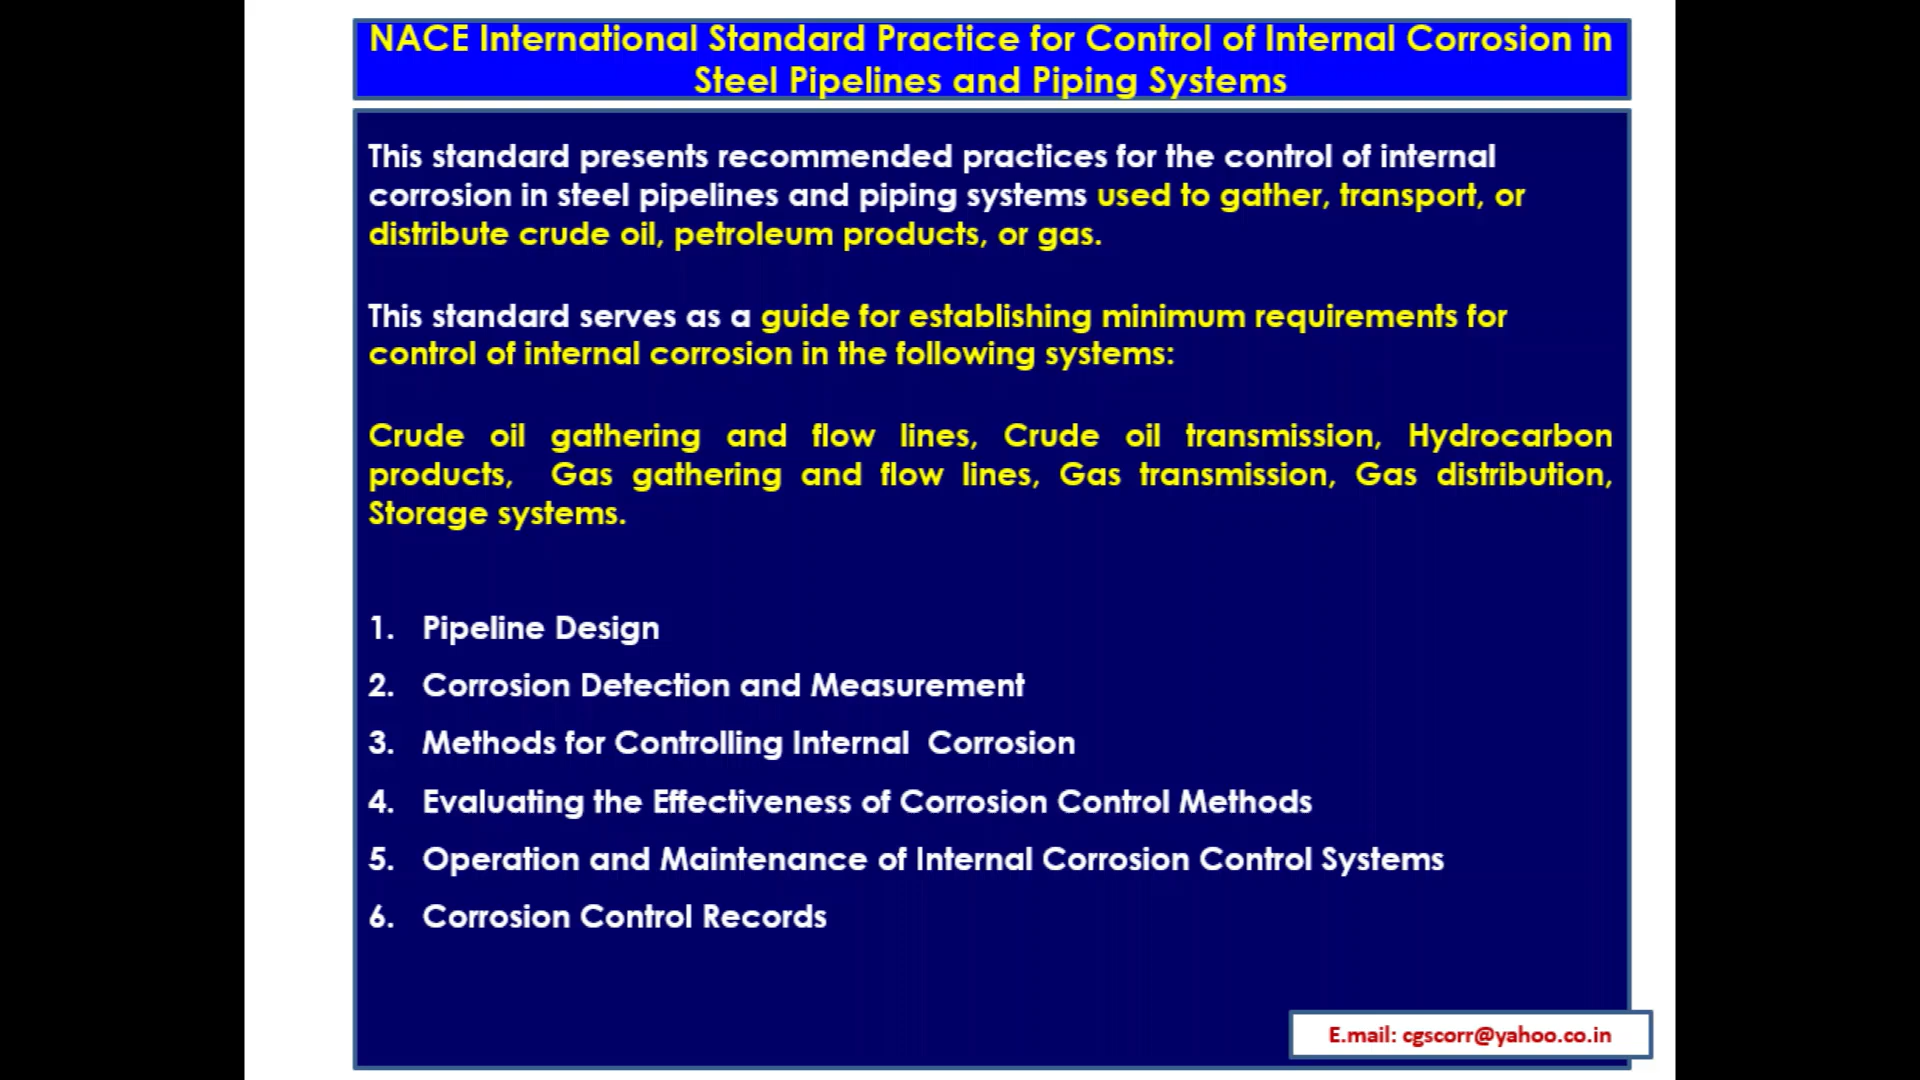 NACE International Standard Practice for Control of Internal Corrosion in
Steel Pipelines and Piping Systems
This standard presents recommended practices for the control of internal
corrosion in steel pipelines and piping systems used to gather, transport, or
distribute crude oil, petroleum products, or gas.
This standard serves as a guide for establishing minimum requirements for
control of internal corrosion in the following systems:
Crude oil gathering and flow lines, Crude oil transmission, Hydrocarbon
products, Gas gathering and flow lines, Gas transmission, Gas distribution,
Storage systems.
1. Pipeline Design
2. Corrosion Detection and Measurement
3. Methods for Controlling Internal Corrosion
4. Evaluating the Effectiveness of Corrosion Control Methods
5. Operation and Maintenance of Internal Corrosion Control Systems
6. Corrosion Control Records
E.mail: cgscorr@yahoo.co.in